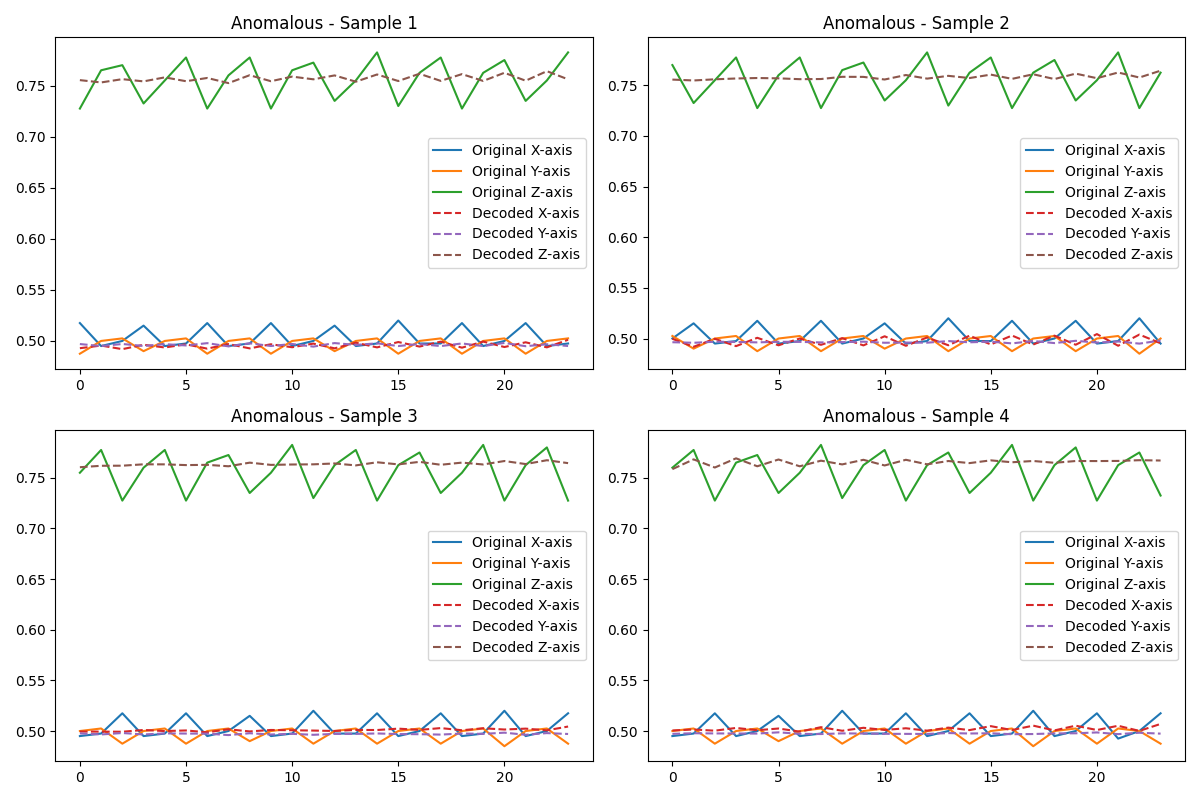 Anomalous - Sample 1
0.75
0.70
0.65
0.60
0.55
0.50
0 5 10 15 20
Original X-axis
Original Y-axis
Original Z-axis
Decoded X-axis
Decoded Y-axis
Decoded Z-axis
Anomalous - Sample 2
0.75
0.70
0.65
0.60
0.55
0.50
0 5 10 15 20
Original X-axis
Original Y-axis
Original Z-axis
Decoded X-axis
Decoded Y-axis
Decoded Z-axis
Anomalous - Sample 3
0.75
0.70
0.65
0.60
0.55
0.50
0 5 10 15 20
Original X-axis
Original Y-axis
Original Z-axis
Decoded X-axis
Decoded Y-axis
Decoded Z-axis
Anomalous - Sample 4
0.75
0.70
0.65
0.60
0.55
0.50
0 5 10 15 20
Original X-axis
Original Y-axis
Original Z-axis
Decoded X-axis
Decoded Y-axis
Decoded Z-axis